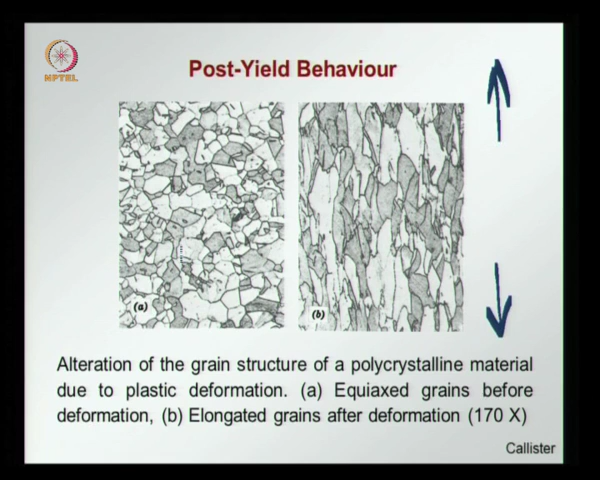 NPTEL
Post-Yield Behaviour
(a)
(b)
Alteration of the grain structure of a polycrystalline material
due to plastic deformation. (a) Equiaxed grains before
deformation, (b) Elongated grains after deformation (170 X)
Callister